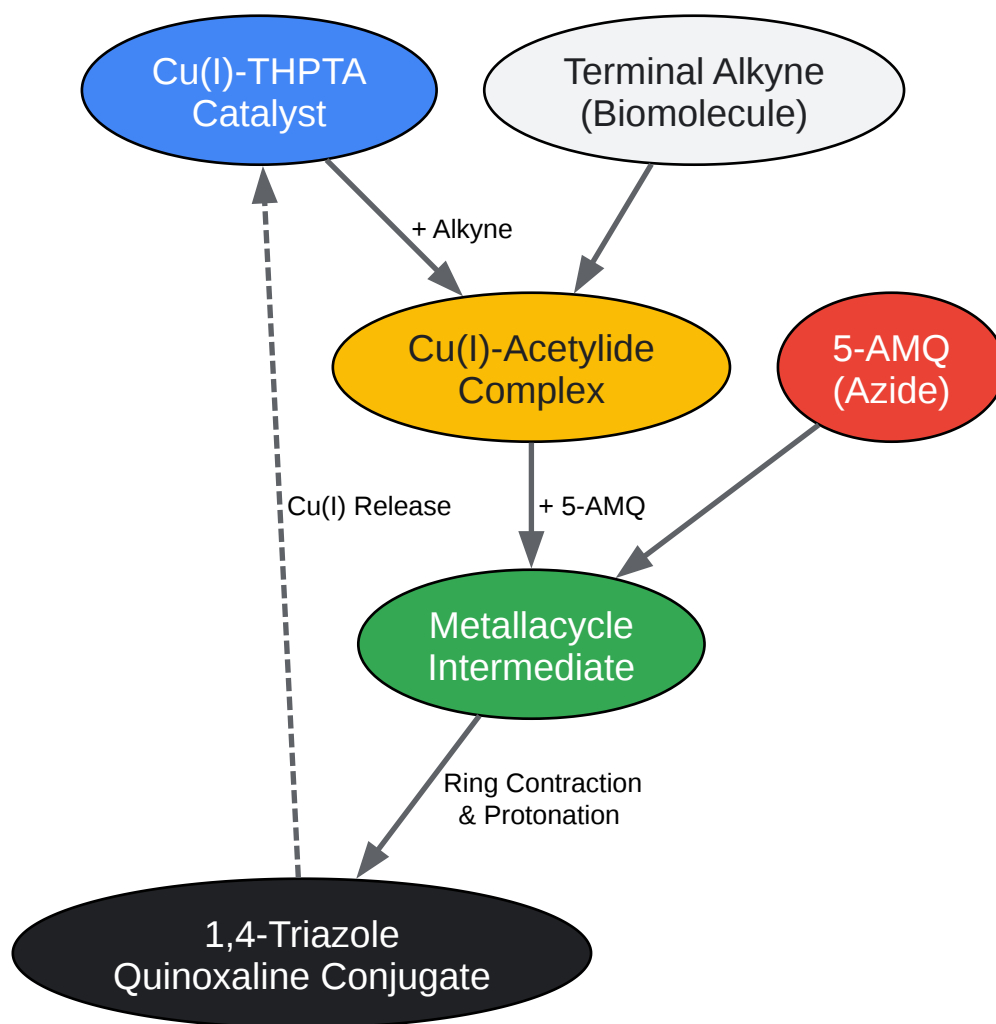 Cu(I)-THPTA
Catalyst
Terminal Alkyne
(Biomolecule)
+ Alkyne
Cu(I)-Acetylide
Complex
5-AMQ
(Azide)
Cu(I) Release
+ 5-AMQ
Metallacycle
Intermediate
Ring Contraction
& Protonation
1,4-Triazole
Quinoxaline Conjugate